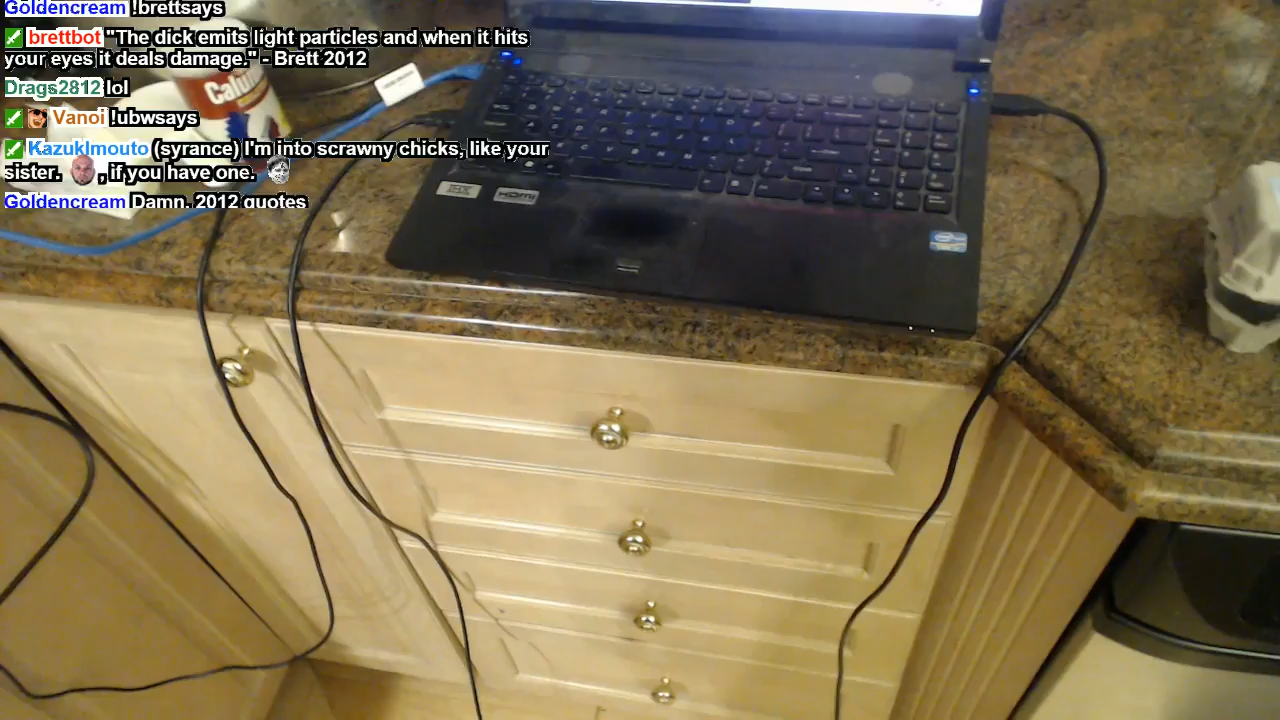 Goldencream !brettsays
brettbot "The dick emits light particles and when it hits
your eyes it deals damage." - Brett 2012
Drags2812 lol
Vanoi !ubwsays
KazukImouto (syrance) I'm into scrawny chicks, like your
sister. , if you have one.
Goldencream Damn, 2012 quotes
THX
HDMI